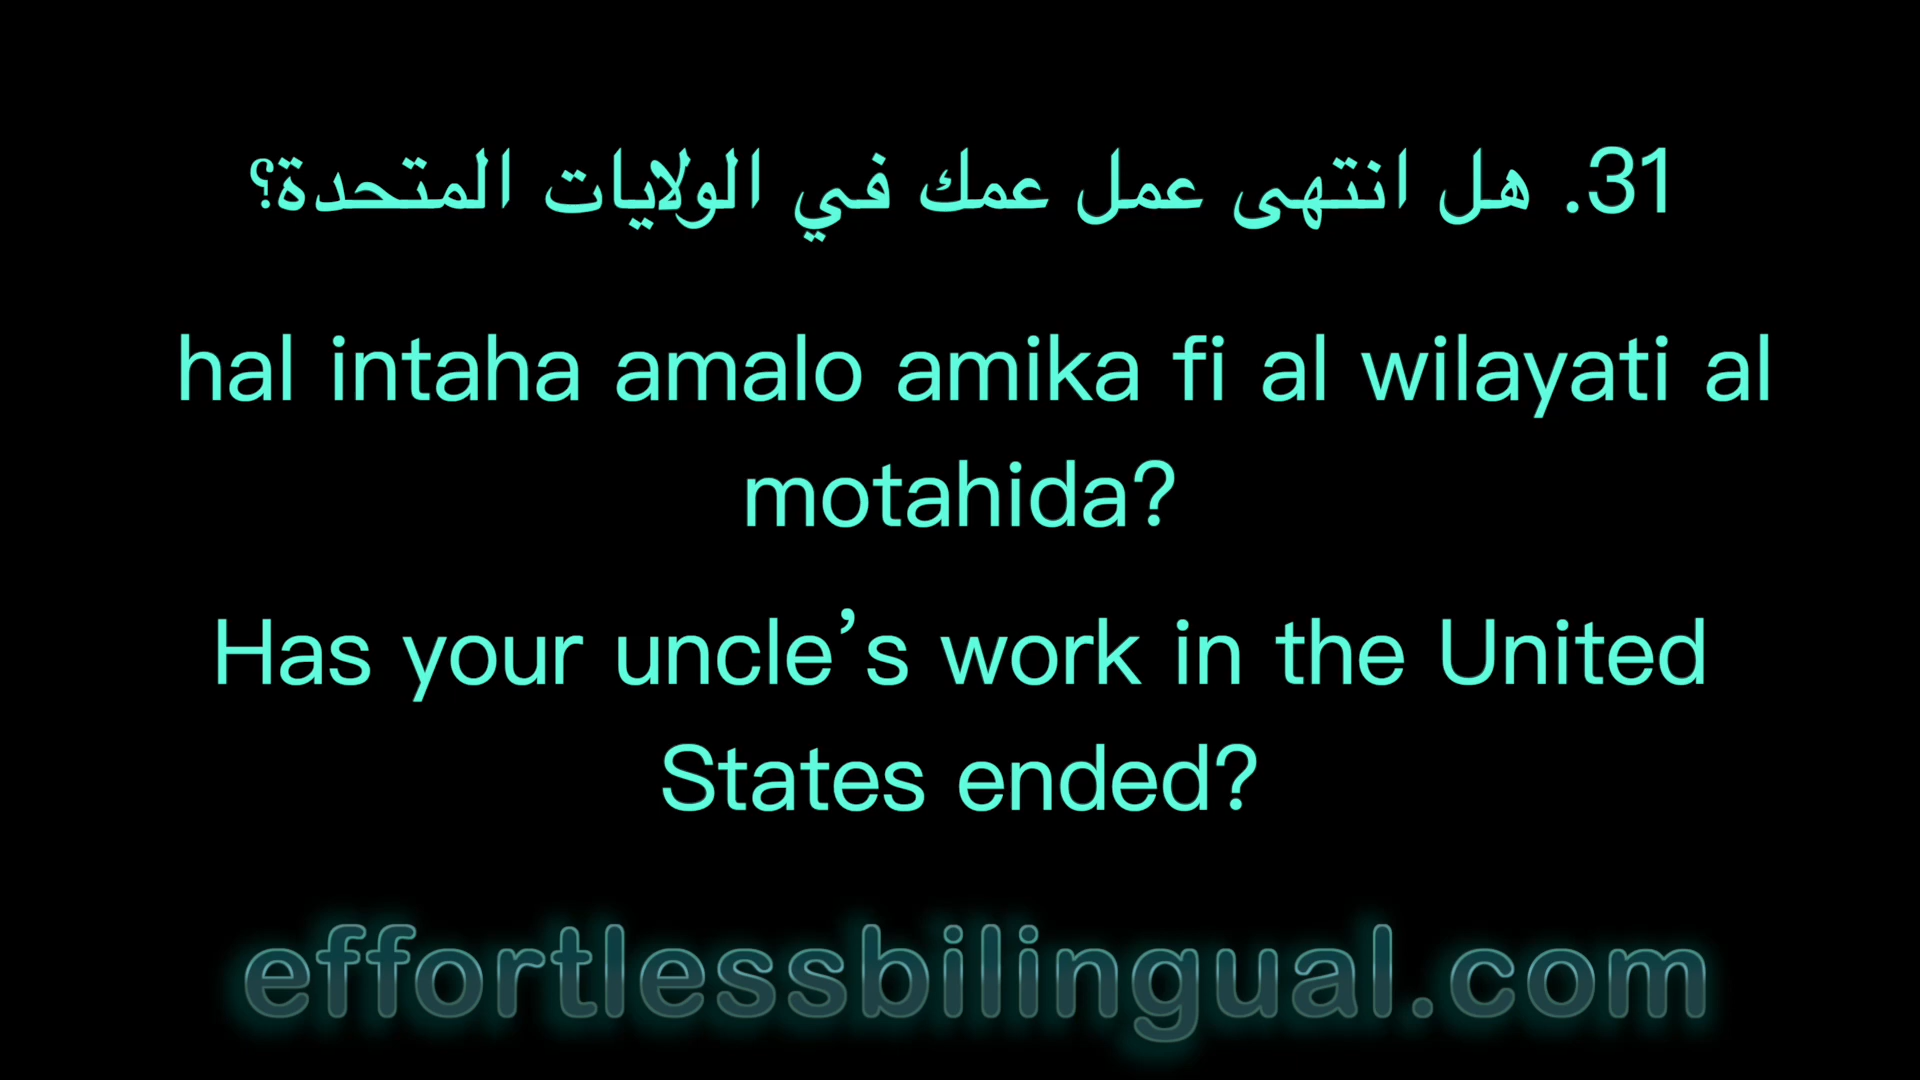 31. هل انتهى عمل عمك في الولايات المتحدة؟
hal intaha amalo amika fi al wilayati al
motahida?
Has your uncle’s work in the United
States ended?
effortlessbilingual.com